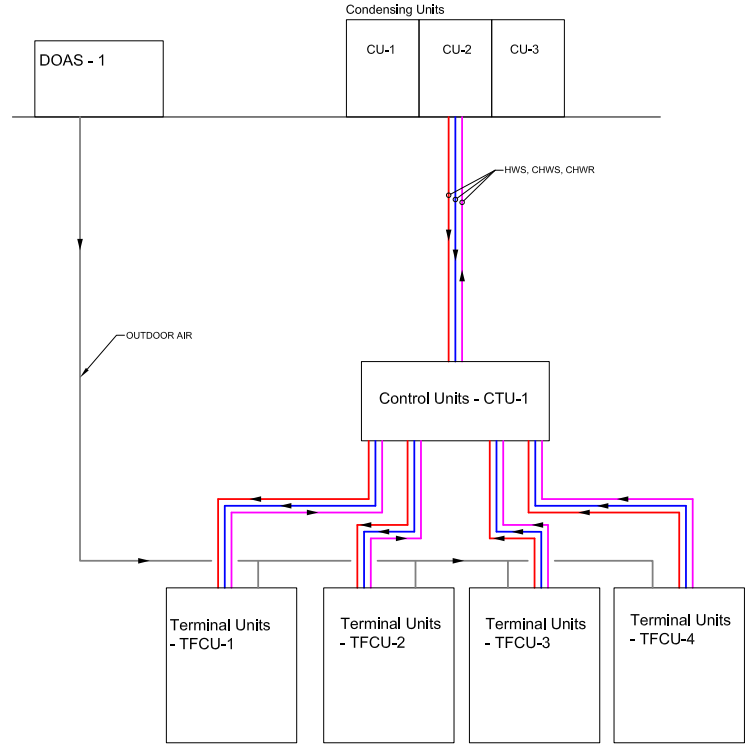 Condensing Units
DOAS - 1
CU-1
CU-2
CU-3
HWS, CHWS, CHWR
OUTDOOR AIR
Control Units - CTU-1
Terminal Units
- TFCU-1
Terminal Units
- TFCU-2
Terminal Units
- TFCU-3
Terminal Units
- TFCU-4